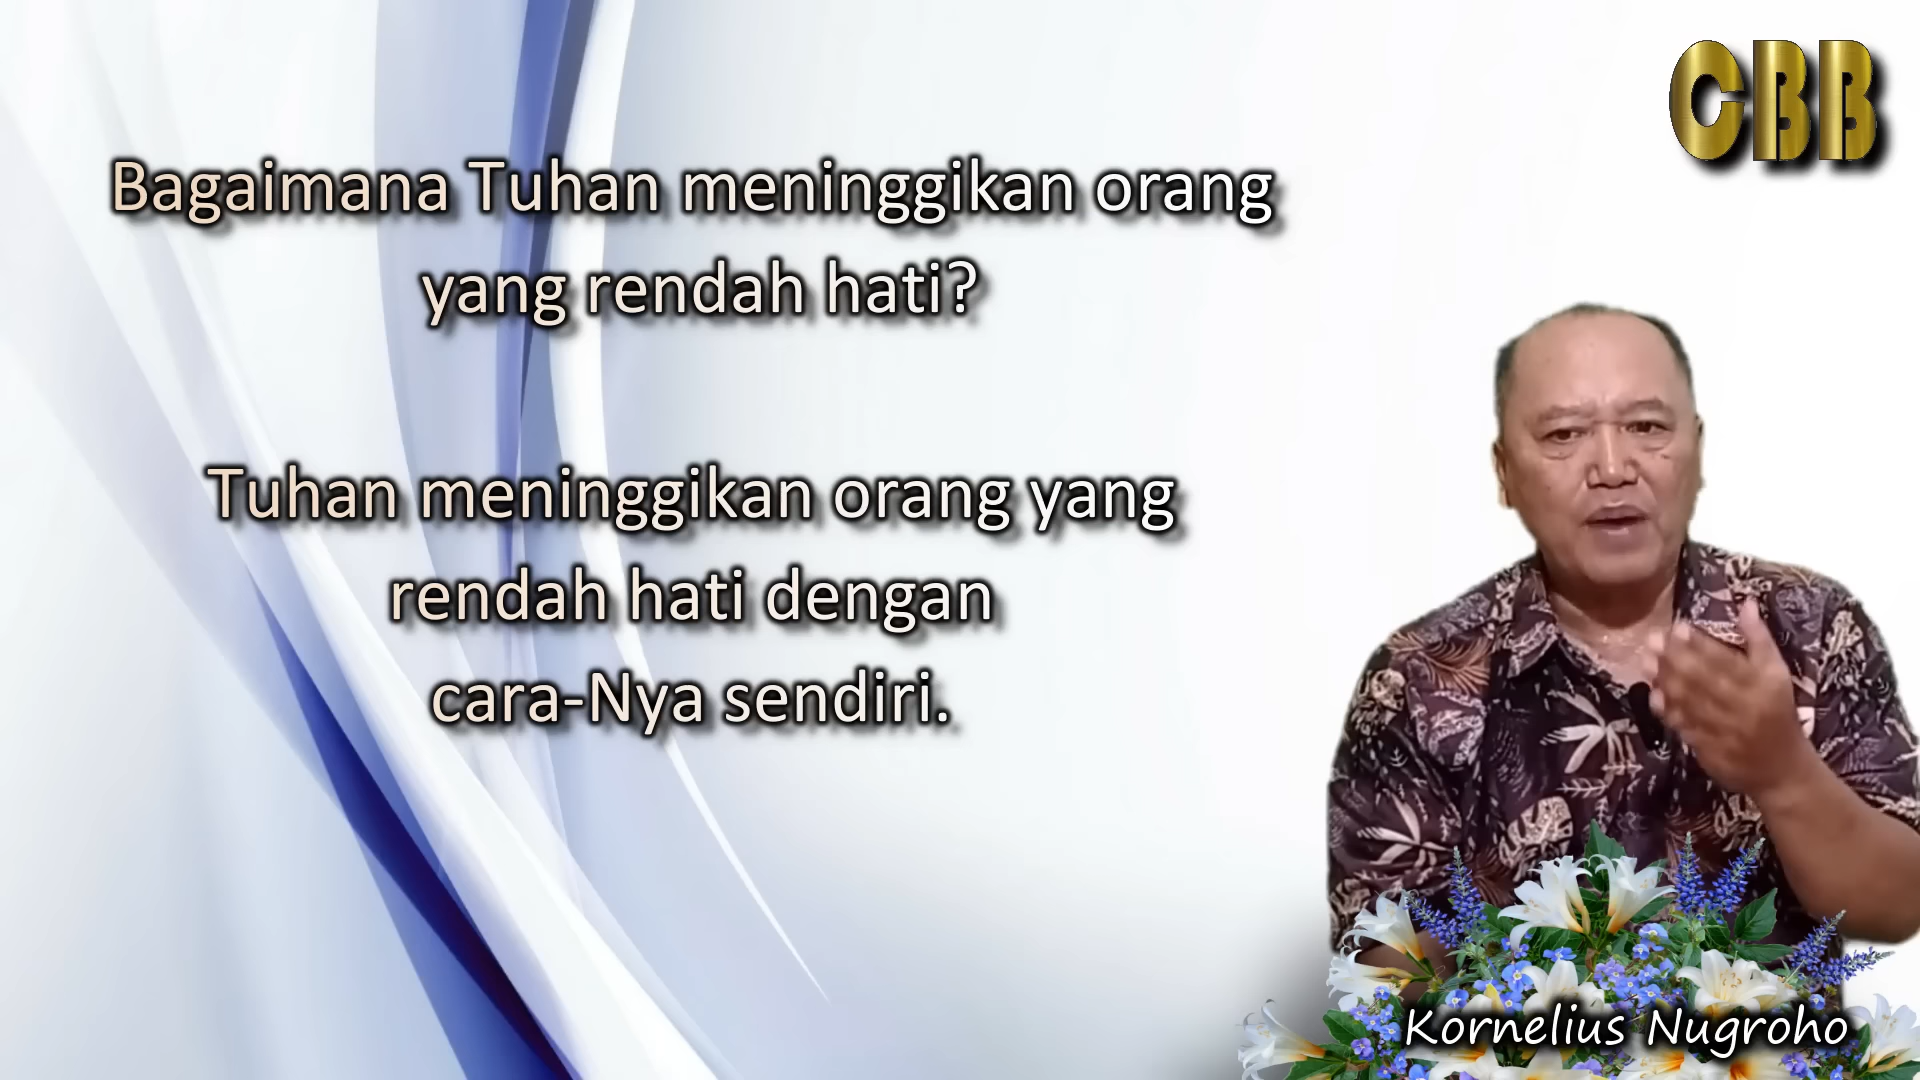 CBB
Bagaimana Tuhan meninggikan orang
yang rendah hati?
Tuhan meninggikan orang yang
rendah hati dengan
cara-Nya sendiri.
Kornelius Nugroho